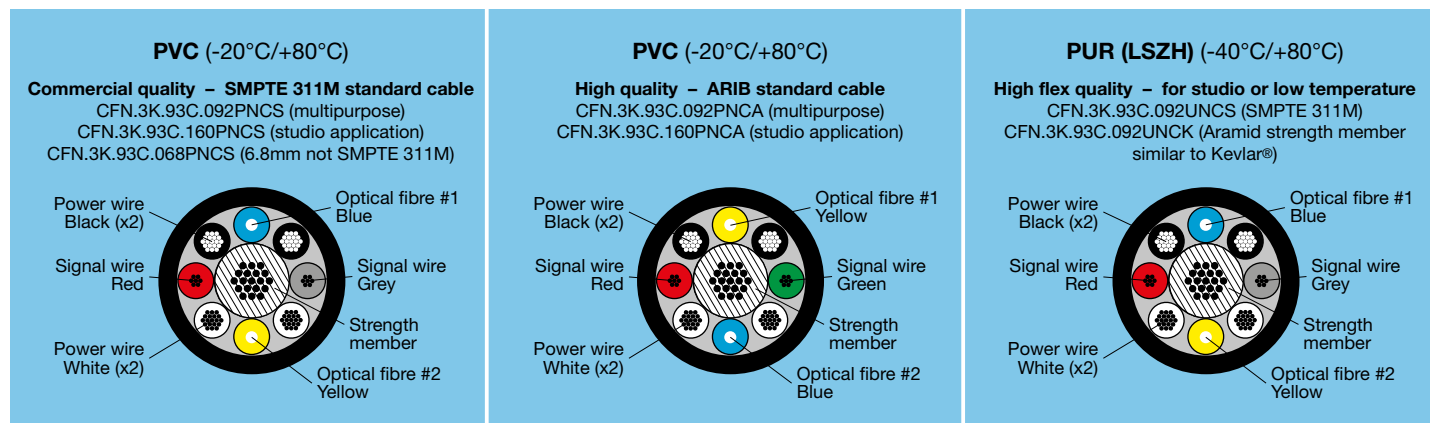 PVC (-20°C/+80°C)
Commercial quality – SMPTE 311M standard cable
CFN.3K.93C.092PNCS (multipurpose)
CFN.3K.93C.160PNCS (studio application)
CFN.3K.93C.068PNCS (6.8mm not SMPTE 311M)
Power wire
Black (x2)
Optical fibre #1
Blue
Signal wire
Red
Signal wire
Grey
Strength
member
Power wire
White (x2)
Optical fibre #2
Yellow
PVC (-20°C/+80°C)
High quality – ARIB standard cable
CFN.3K.93C.092PNCA (multipurpose)
CFN.3K.93C.160PNCA (studio application)
Power wire
Black (x2)
Optical fibre #1
Yellow
Signal wire
Red
Signal wire
Green
Strength
member
Power wire
White (x2)
Optical fibre #2
Blue
PUR (LSZH) (-40°C/+80°C)
High flex quality – for studio or low temperature
CFN.3K.93C.092UNCS (SMPTE 311M)
CFN.3K.93C.092UNCK (Aramid strength member
similar to Kevlar®)
Power wire
Black (x2)
Optical fibre #1
Blue
Signal wire
Red
Signal wire
Grey
Strength
member
Power wire
White (x2)
Optical fibre #2
Yellow